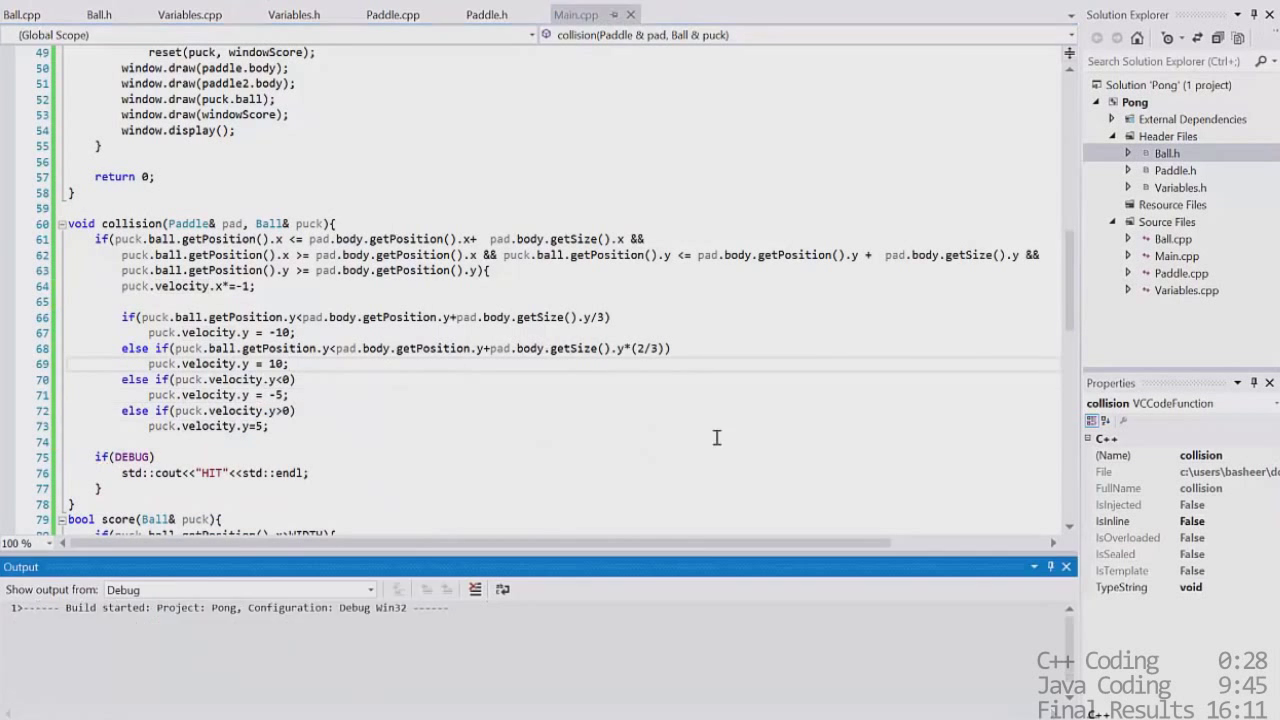 Ball.cpp Ball.h Variables.cpp Variables.h Paddle.cpp Paddle.h Main.cpp
(Global Scope) collision(Paddle & pad, Ball & puck)
49 reset(puck, windowScore);
50 window.draw(paddle.body);
51 window.draw(paddle2.body);
52 window.draw(puck.ball);
53 window.draw(windowScore);
54 window.display();
55 }
56
57 return 0;
58 }
59
60 void collision(Paddle& pad, Ball& puck){
61 if(puck.ball.getPosition().x <= pad.body.getPosition().x+ pad.body.getSize().x &&
62 puck.ball.getPosition().x >= pad.body.getPosition().x && puck.ball.getPosition().y <= pad.body.getPosition().y + pad.body.getSize().y &&
63 puck.ball.getPosition().y >= pad.body.getPosition().y){
64 puck.velocity.x*=-1;
65
66 if(puck.ball.getPosition.y<pad.body.getPosition.y+pad.body.getSize().y/3)
67 puck.velocity.y = -10;
68 else if(puck.ball.getPosition.y<pad.body.getPosition.y+pad.body.getSize().y*(2/3))
69 puck.velocity.y = 10;
70 else if(puck.velocity.y<0)
71 puck.velocity.y = -5;
72 else if(puck.velocity.y>0)
73 puck.velocity.y=5;
74
75 if(DEBUG)
76 std::cout<<"HIT"<<std::endl;
77 }
78 }
79 bool score(Ball& puck){
if(puck.ball.getPosition().x>WIDTH){
100 %
Output
Show output from: Debug
1>------ Build started: Project: Pong, Configuration: Debug Win32 ------
Solution Explorer
Search Solution Explorer (Ctrl+;)
Solution 'Pong' (1 project)
Pong
External Dependencies
Header Files
Ball.h
Paddle.h
Variables.h
Resource Files
Source Files
Ball.cpp
Main.cpp
Paddle.cpp
Variables.cpp
Properties
collision VCCodeFunction
C++
(Name) collision
File c:\users\basheer\do
FullName collision
IsInjected False
IsInline False
IsOverloaded False
IsSealed False
IsTemplate False
TypeString void
C++ Coding 0:28
Java Coding 9:45
Final Results 16:11
C++